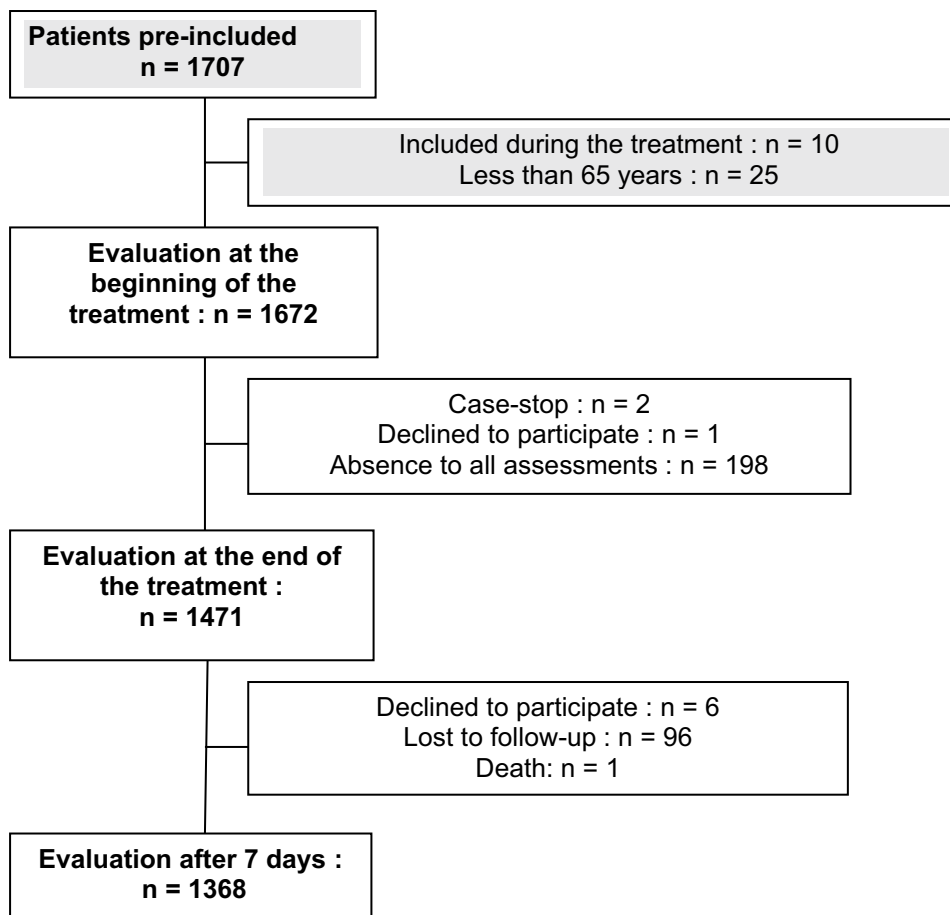 Patients pre-included
n = 1707
Included during the treatment : n = 10
Less than 65 years : n = 25
Evaluation at the
beginning of the
treatment : n = 1672
Case-stop : n = 2
Declined to participate : n = 1
Absence to all assessments : n = 198
Evaluation at the end of
the treatment :
n = 1471
Declined to participate : n = 6
Lost to follow-up : n = 96
Death: n = 1
Evaluation after 7 days :
n = 1368